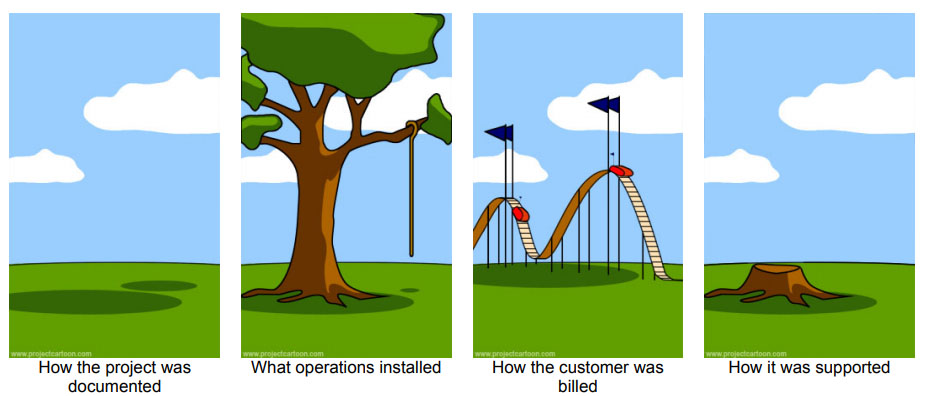 www.projectcartoon.com
www.projectcartoon.com
www.projectcartoon.com
www.projectcartoon.com
How the project was
documented
What operations installed
How the customer was
billed
How it was supported